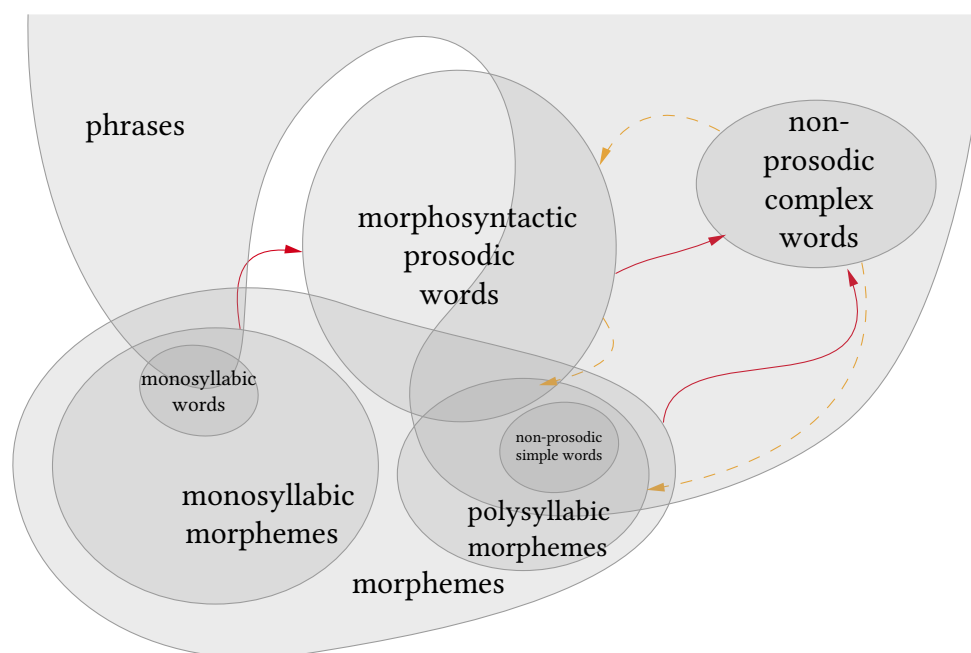 phrases
non-
prosodic
complex
words
morphosyntactic
prosodic
words
monosyllabic
words
non-prosodic
simple words
monosyllabic
morphemes
polysyllabic
morphemes
morphemes